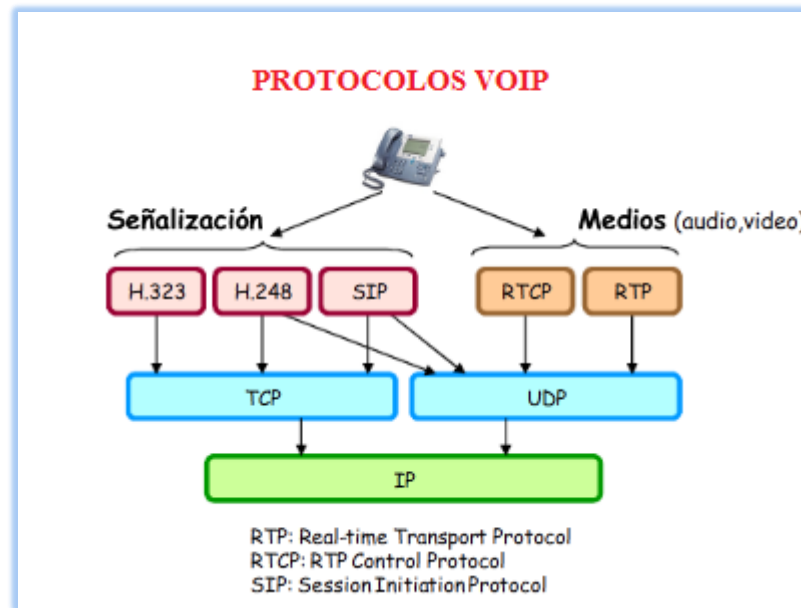 PROTOCOLOS VOIP
Señalización
Medios (audio,video)
H.323
H.248
SIP
RTCP
RTP
TCP
UDP
IP
RTP: Real-time Transport Protocol
RTCP: RTP Control Protocol
SIP: Session Initiation Protocol